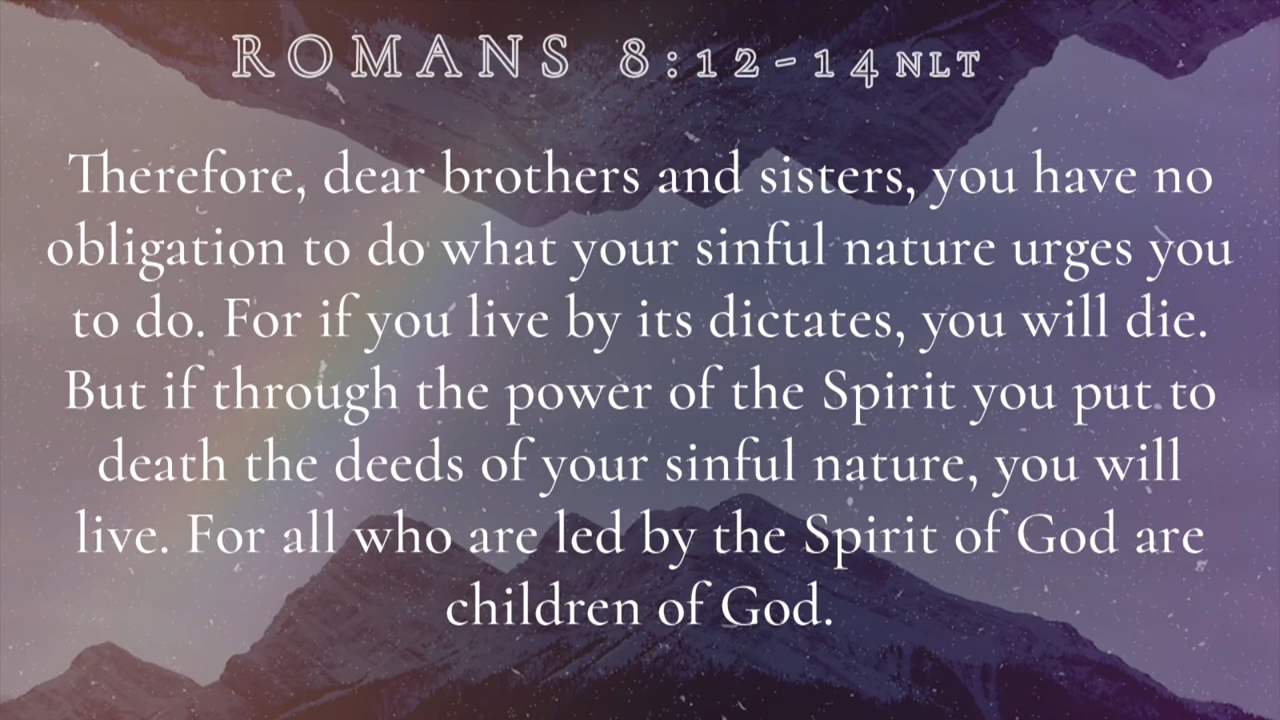 ROMANS 8:12-14 NLT
Therefore, dear brothers and sisters, you have no
obligation to do what your sinful nature urges you
to do. For if you live by its dictates, you will die.
But if through the power of the Spirit you put to
death the deeds of your sinful nature, you will
live. For all who are led by the Spirit of God are
children of God.